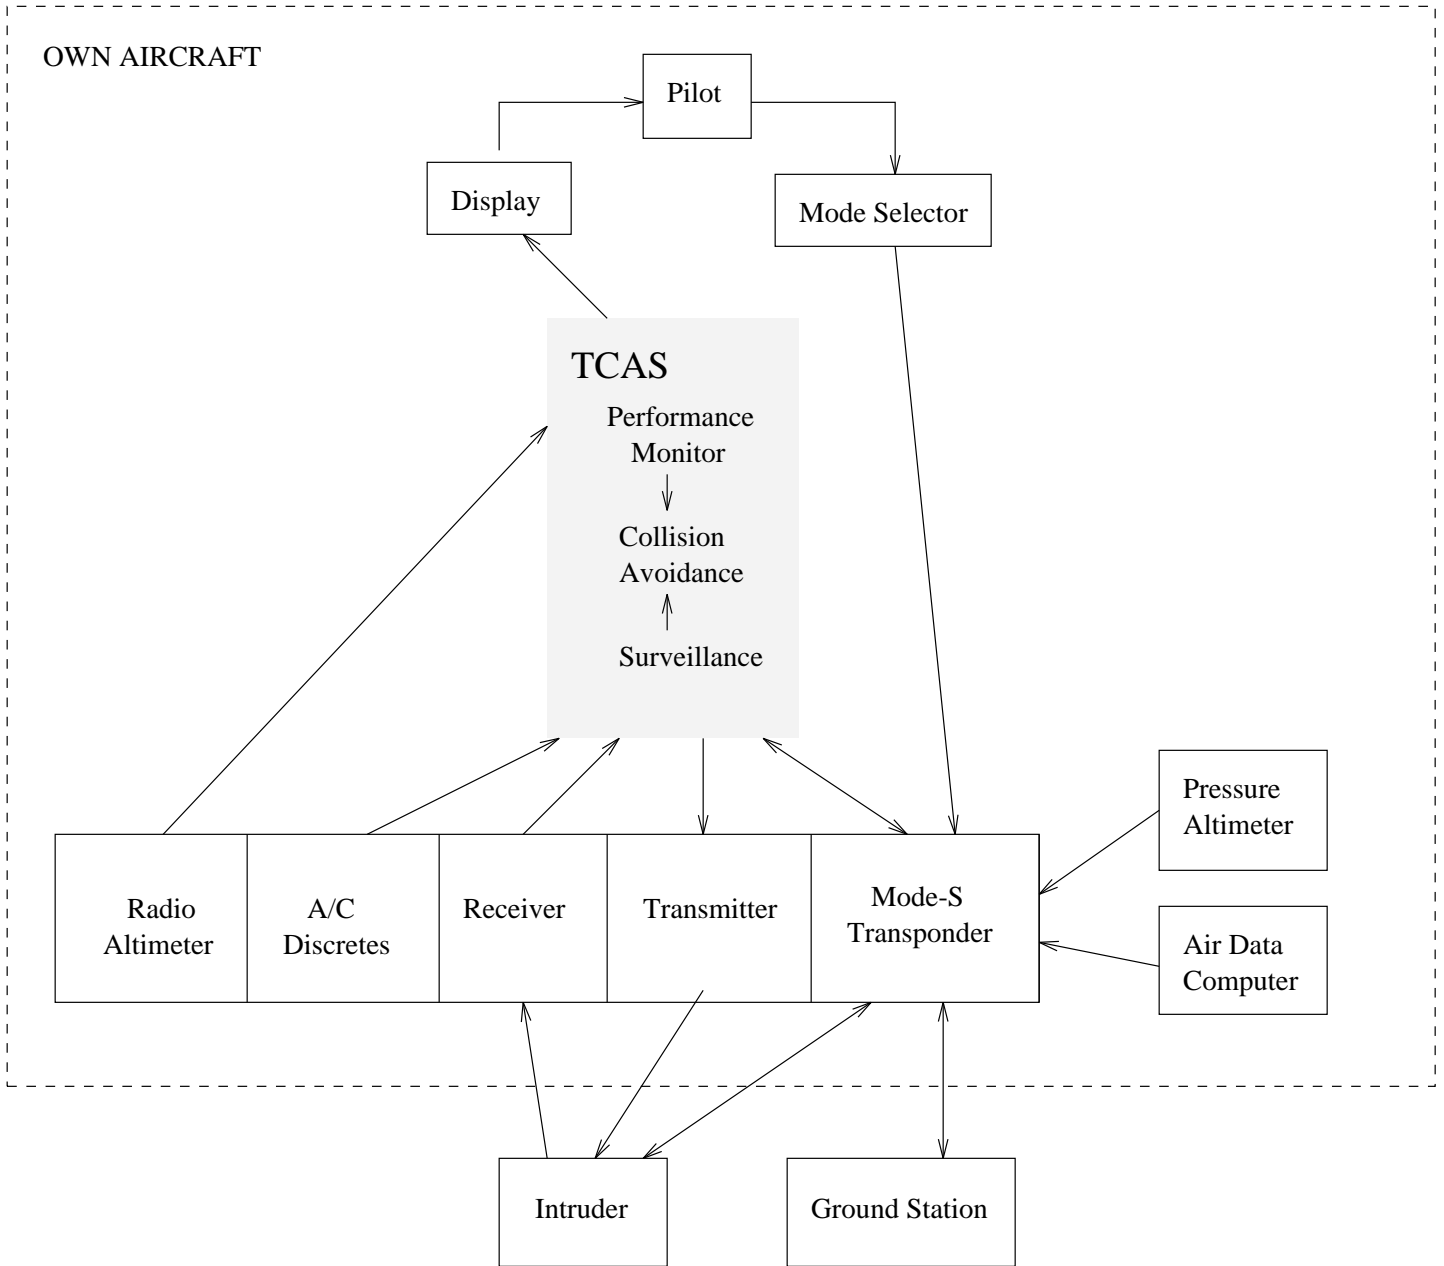 OWN AIRCRAFT
Pilot
Display
Mode Selector
TCAS
Performance
Monitor
Collision
Avoidance
Surveillance
Pressure
Altimeter
Radio
Altimeter
A/C
Discretes
Receiver
Transmitter
Mode-S
Transponder
Air Data
Computer
Intruder
Ground Station